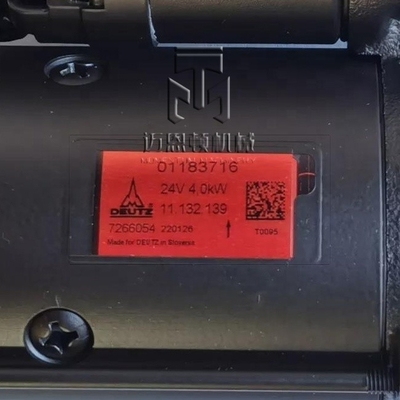 迈恩顿机械
01183716
24V 4,0kW
DEUTZ
11.132.139
7266054 220126
T0095
Made for DEUTZ in Slovenia